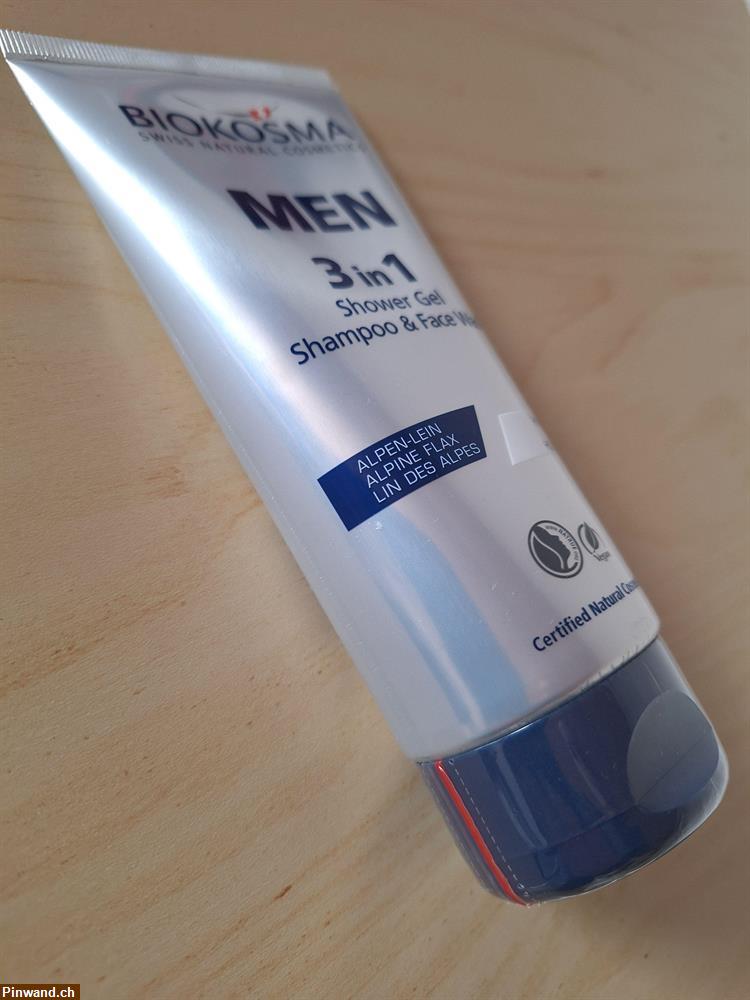 BIOKOSMA
SWISS NATURAL COSMETICS
MEN
3 in 1
Shower Gel
Shampoo & Face
ALPEN-LEIN
ALPINE FLAX
LIN DES ALPES
Vegan
Certified Natural
Pinwand.ch